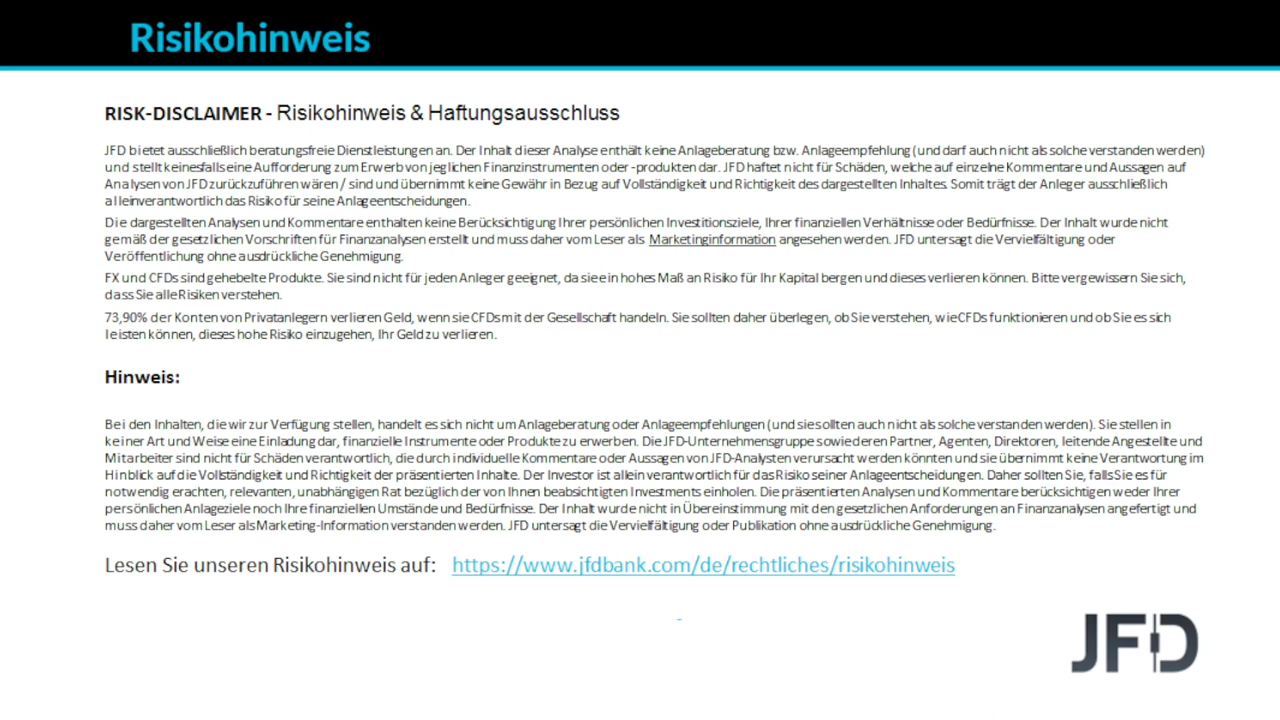 Risikohinweis
RISK-DISCLAIMER - Risikohinweis & Haftungsausschluss
JFD bietet ausschließlich beratungsfreie Dienstleistungen an. Der Inhalt dieser Analyse enthält keine Anlageberatung bzw. Anlageempfehlung (und darf auch nicht als solche verstanden werden)
und stellt keinesfalls eine Aufforderung zum Erwerb von jeglichen Finanzinstrumenten oder -produkten dar. JFD haftet nicht für Schäden, welche auf einzelne Kommentare und Aussagen auf
Analysen von JFD zurückzuführen wären / sind und übernimmt keine Gewähr in Bezug auf Vollständigkeit und Richtigkeit des dargestellten Inhaltes. Somit trägt der Anleger ausschließlich
alleinverantwortlich das Risiko für seine Anlageentscheidungen.
Die dargestellten Analysen und Kommentare enthalten keine Berücksichtigung Ihrer persönlichen Investitionsziele, Ihrer finanziellen Verhältnisse oder Bedürfnisse. Der Inhalt wurde nicht
gemäß der gesetzlichen Vorschriften für Finanzanalysen erstellt und muss daher vom Leser als Marketinginformation angesehen werden. JFD untersagt die Vervielfältigung oder
Veröffentlichung ohne ausdrückliche Genehmigung.
FX und CFDs sind gehebelte Produkte. Sie sind nicht für jeden Anleger geeignet, da sie ein hohes Maß an Risiko für Ihr Kapital bergen und dieses verlieren können. Bitte vergewissern Sie sich,
dass Sie alle Risiken verstehen.
73,90% der Konten von Privatanlegern verlieren Geld, wenn sie CFDs mit der Gesellschaft handeln. Sie sollten daher überlegen, ob Sie verstehen, wie CFDs funktionieren und ob Sie es sich
leisten können, dieses hohe Risiko einzugehen, Ihr Geld zu verlieren.
Hinweis:
Bei den Inhalten, die wir zur Verfügung stellen, handelt es sich nicht um Anlageberatung oder Anlageempfehlungen (und sie sollten auch nicht als solche verstanden werden). Sie stellen in
keiner Art und Weise eine Einladung dar, finanzielle Instrumente oder Produkte zu erwerben. Die JFD-Unternehmensgruppe sowie deren Partner, Agenten, Direktoren, leitende Angestellte und
Mitarbeiter sind nicht für Schäden verantwortlich, die durch individuelle Kommentare oder Aussagen von JFD-Analysten verursacht werden könnten und sie übernimmt keine Verantwortung im
Hinblick auf die Vollständigkeit und Richtigkeit der präsentierten Inhalte. Der Investor ist allein verantwortlich für das Risiko seiner Anlageentscheidungen. Daher sollten Sie, falls Sie es für
notwendig erachten, relevanten, unabhängigen Rat bezüglich der von Ihnen beabsichtigten Investments einholen. Die präsentierten Analysen und Kommentare berücksichtigen weder Ihrer
persönlichen Anlageziele noch Ihre finanziellen Umstände und Bedürfnisse. Der Inhalt wurde nicht in Übereinstimmung mit den gesetzlichen Anforderungen an Finanzanalysen angefertigt und
muss daher vom Leser als Marketing-Information verstanden werden. JFD untersagt die Vervielfältigung oder Publikation ohne ausdrückliche Genehmigung.
Lesen Sie unseren Risikohinweis auf: https://www.jfdbank.com/de/rechtliches/risikohinweis
JFD